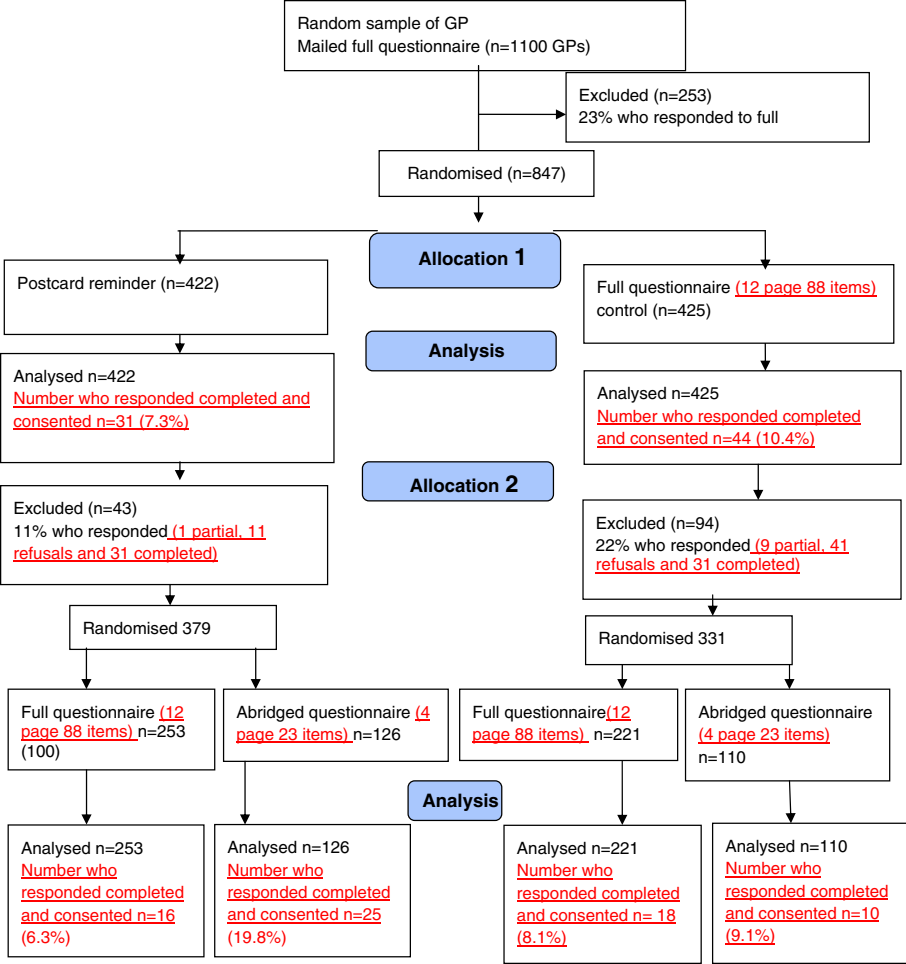 Random sample of GP
Mailed full questionnaire (n=1100 GPs)
Excluded (n=253)
23% who responded to full
Randomised (n=847)
Allocation 1
Postcard reminder (n=422)
Full questionnaire (12 page 88 items)
control (n=425)
Analysis
Analysed n=422
Number who responded completed and
consented n=31 (7.3%)
Analysed n=425
Number who responded completed
and consented n=44 (10.4%)
Allocation 2
Excluded (n=43)
11% who responded (1 partial, 11
refusals and 31 completed)
Excluded (n=94)
22% who responded (9 partial, 41
refusals and 31 completed)
Randomised 379
Randomised 331
Full questionnaire (12
page 88 items) n=253
(100)
Abridged questionnaire (4
page 23 items) n=126
Full questionnaire(12
page 88 items) n=221
Abridged questionnaire
(4 page 23 items)
n=110
Analysis
Analysed n=253
Number who
responded completed
and consented n=16
(6.3%)
Analysed n=126
Number who
responded completed
and consented n=25
(19.8%)
Analysed n=221
Number who
responded completed
and consented n= 18
(8.1%)
Analysed n=110
Number who
responded completed
and consented n=10
(9.1%)